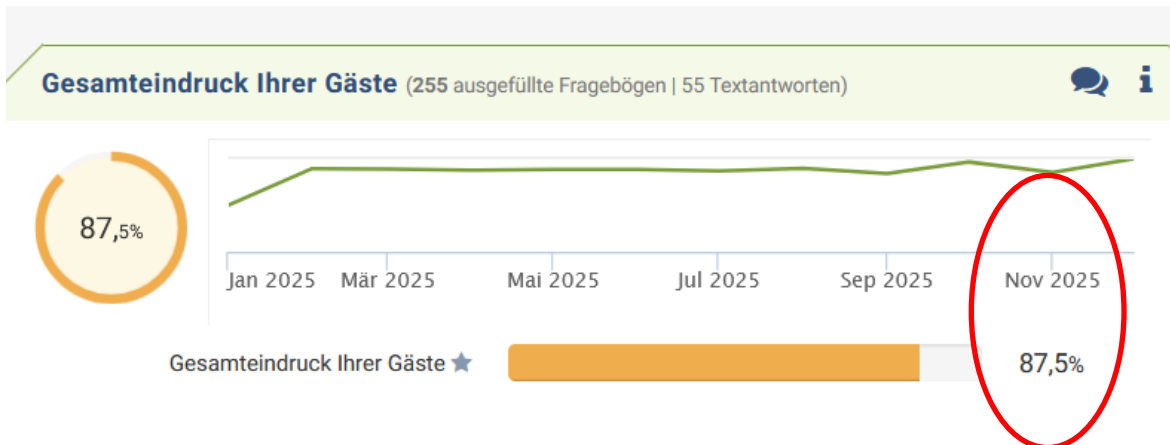 Gesamteindruck Ihrer Gäste (255 ausgefüllte Fragebögen | 55 Textantworten)
87,5%
Jan 2025 Mär 2025 Mai 2025 Jul 2025 Sep 2025 Nov 2025
Gesamteindruck Ihrer Gäste 87,5%